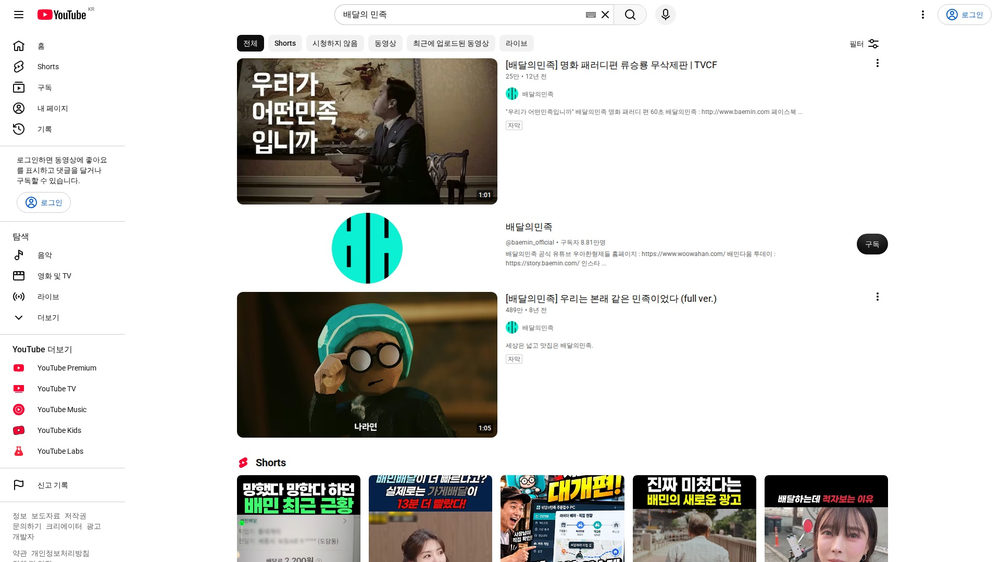 YouTube KR
배달의 민족
로그인
홈
Shorts
구독
내 페이지
기록
로그인하면 동영상에 좋아요
를 표시하고 댓글을 달거나
구독할 수 있습니다.
로그인
탐색
음악
영화 및 TV
라이브
더보기
YouTube 더보기
YouTube Premium
YouTube TV
YouTube Music
YouTube Kids
YouTube Labs
신고 기록
정보 보도자료 저작권
문의하기 크리에이터 광고
개발자
약관 개인정보처리방침
전체 Shorts 시청하지 않음 동영상 최근에 업로드된 동영상 라이브
필터
우리가
어떤민족
입니까
1:01
[배달의민족] 명화 패러디편 류승룡 무삭제판 | TVCF
25만 • 12년 전
배달의민족
"우리가 어떤민족입니까" 배달의민족 명화 패러디 편 60초 배달의민족 : http://www.baemin.com 페이스북 ...
자막
배달의민족
@baemin_official • 구독자 8.81만명
배달의민족 공식 유튜브 우아한형제들 홈페이지 : https://www.woowahan.com/ 배민다움 투데이 :
https://story.baemin.com/ 인스타 ...
구독
나라면
1:05
[배달의민족] 우리는 본래 같은 민족이었다 (full ver.)
489만 • 8년 전
배달의민족
세상은 넓고 맛집은 배달의민족.
자막
Shorts
망했다 망한다 하던
배민 최근 근황
(도담동)
2,200원
배민배달이 더 빠르다고?
실제로는 가게배달이
13분 더 빨랐다!
대개편!
진짜 미쳤다는
배민의 새로운 광고
배달하는데 력자보는 이유